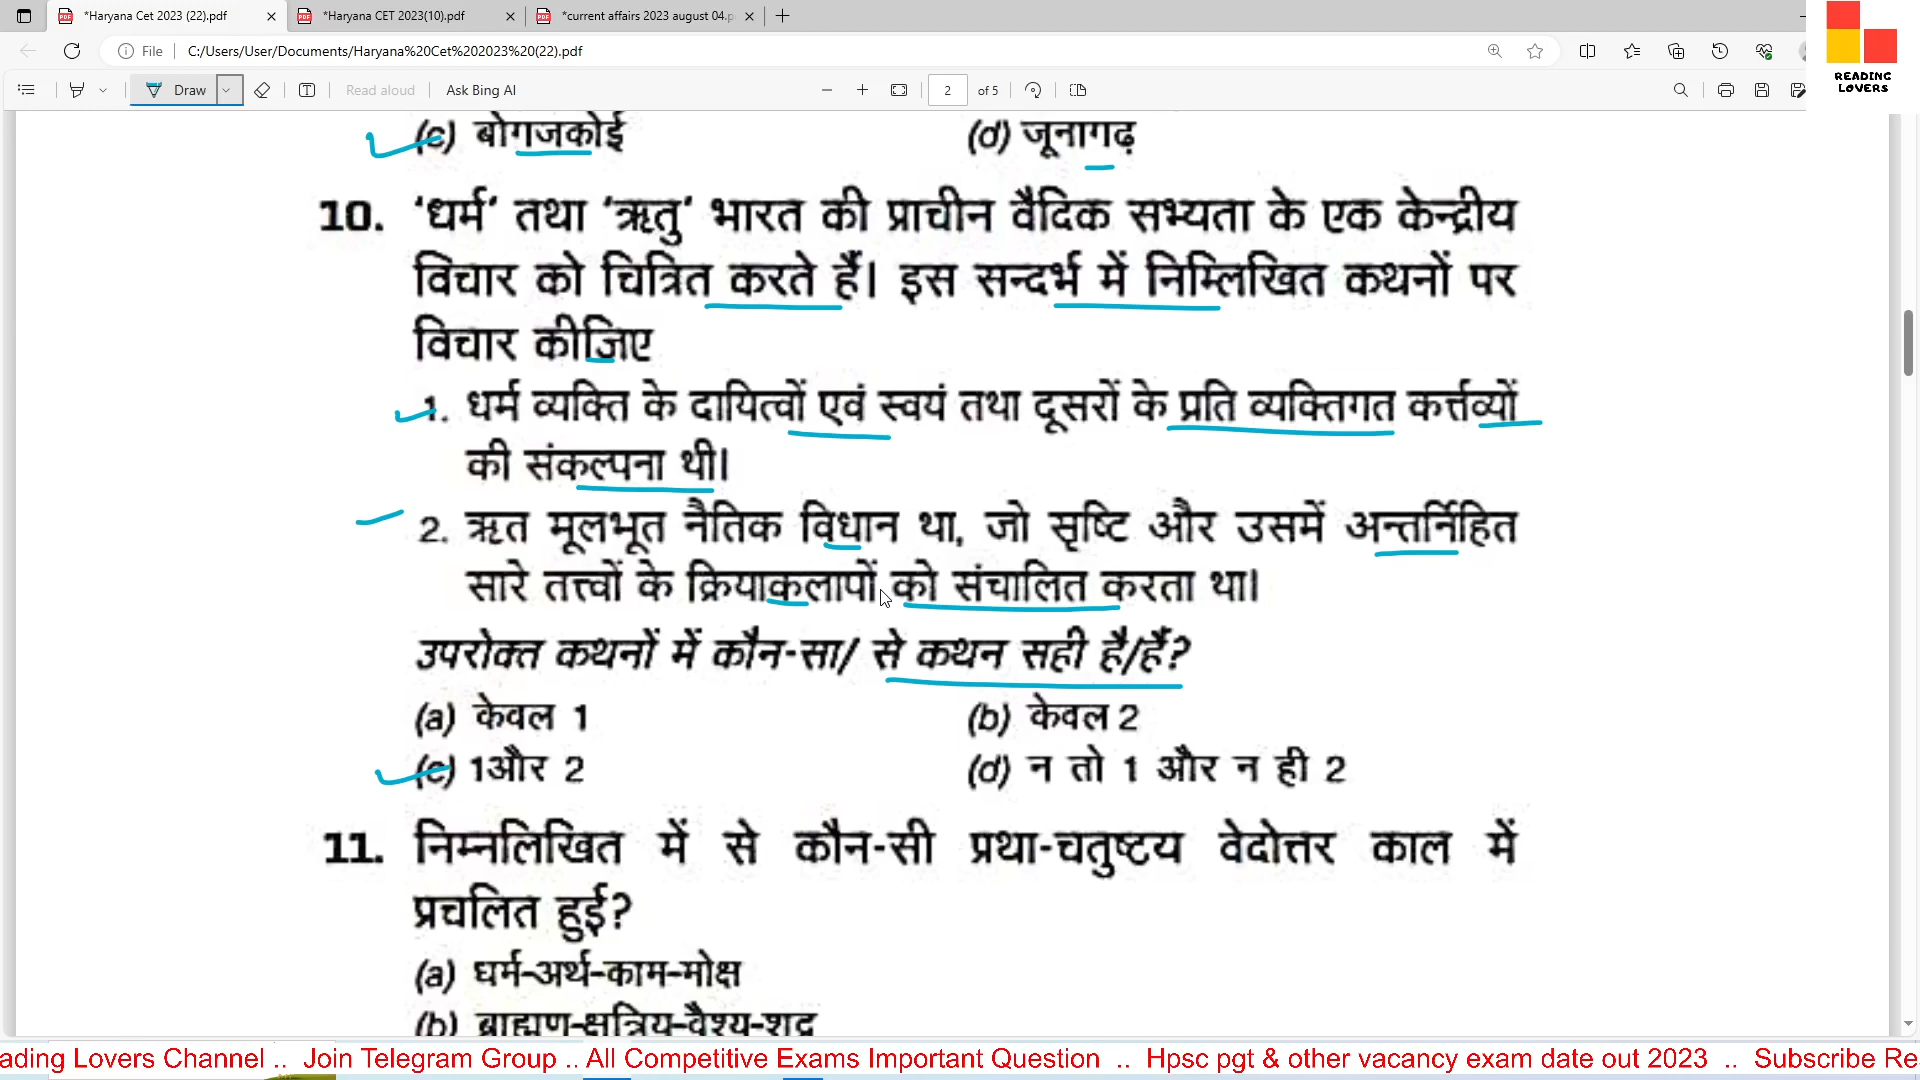 *Haryana Cet 2023 (22).pdf
*Haryana CET 2023(10).pdf
*current affairs 2023 august 04.p
File
C:/Users/User/Documents/Haryana%20Cet%202023%20(22).pdf
READING
LOVERS
Draw
Read aloud
Ask Bing AI
2 of 5
(c) बोगजकोई (d) जूनागढ़
10. 'धर्म' तथा 'ऋतु' भारत की प्राचीन वैदिक सभ्यता के एक केन्द्रीय
विचार को चित्रित करते हैं। इस सन्दर्भ में निम्लिखित कथनों पर
विचार कीजिए
1. धर्म व्यक्ति के दायित्वों एवं स्वयं तथा दूसरों के प्रति व्यक्तिगत कर्त्तव्यों
की संकल्पना थी।
2. ऋत मूलभूत नैतिक विधान था, जो सृष्टि और उसमें अन्तर्निहित
सारे तत्त्वों के क्रियाकलापों को संचालित करता था।
उपरोक्त कथनों में कौन-सा/ से कथन सही है/हैं?
(a) केवल 1 (b) केवल 2
(c) 1और 2 (d) न तो 1 और न ही 2
11. निम्नलिखित में से कौन-सी प्रथा-चतुष्टय वेदोत्तर काल में
प्रचलित हुई?
(a) धर्म-अर्थ-काम-मोक्ष
(b) ब्राह्मण-क्षत्रिय-वैश्य-शूद्र
ading Lovers Channel .. Join Telegram Group .. All Competitive Exams Important Question .. Hpsc pgt & other vacancy exam date out 2023 .. Subscribe Re